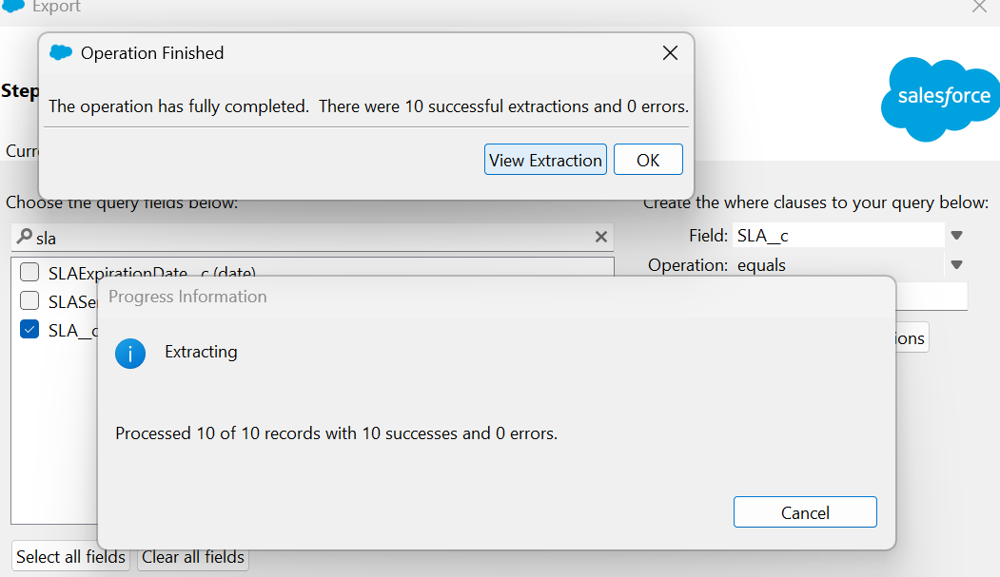 Export
Operation Finished
Step
The operation has fully completed.  There were 10 successful extractions and 0 errors.
salesforce
Curr
View Extraction
OK
Choose the query fields below:
Create the where clauses to your query below:
sla
Field: SLA__c
SLAExpirationDate__c (date)
Operation: equals
SLASer
Progress Information
SLA__c
ions
Extracting
Processed 10 of 10 records with 10 successes and 0 errors.
Cancel
Select all fields
Clear all fields